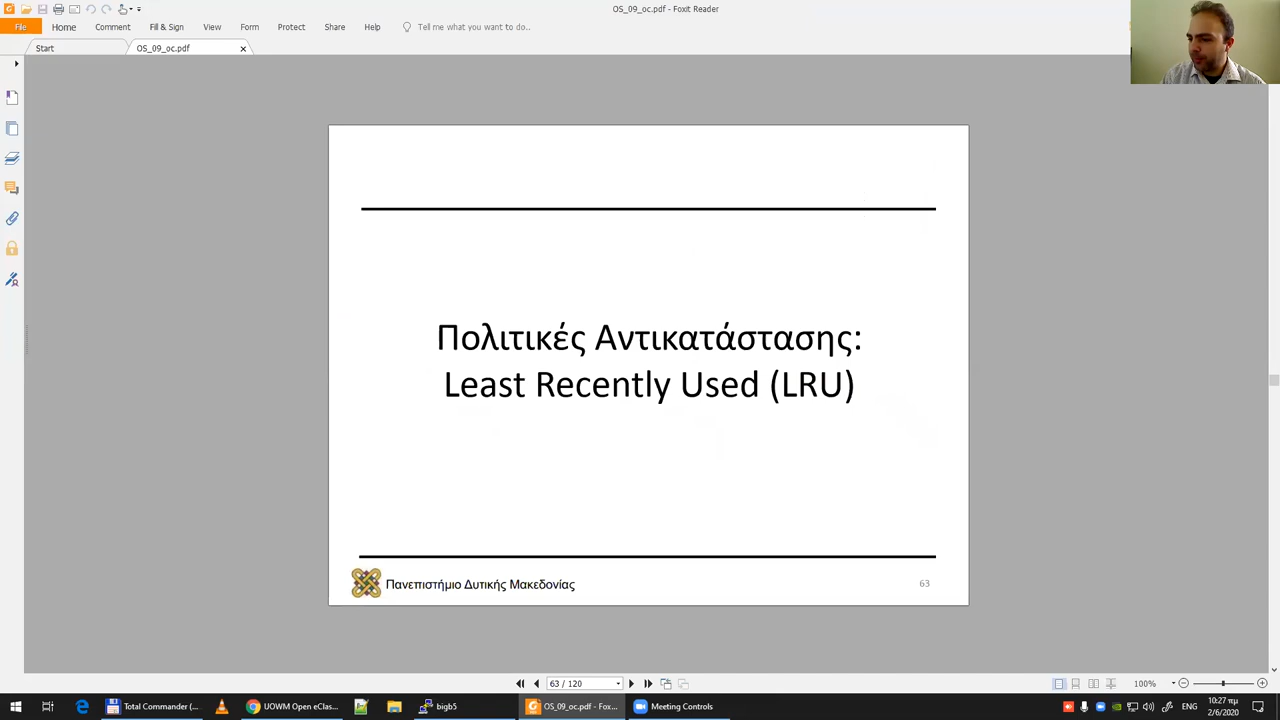 OS_09_oc.pdf - Foxit Reader
File Home Comment Fill & Sign View Form Protect Share Help Tell me what you want to do..
Start OS_09_oc.pdf
Πολιτικές Αντικατάστασης:
Least Recently Used (LRU)
Πανεπιστήμιο Δυτικής Μακεδονίας
63
63 / 120
100%
Total Commander (... UOWM Open eClas... bigb5 OS_09_oc.pdf - Fox... Meeting Controls
ENG
10:27 πμ
2/6/2020